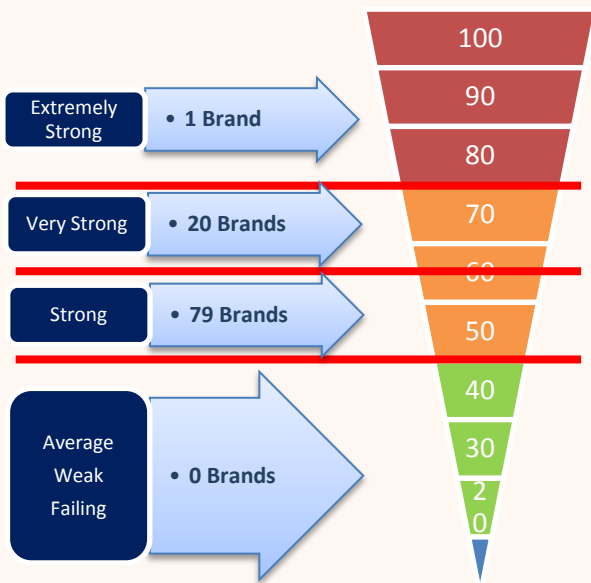 Extremely
Strong
• 1 Brand
Very Strong
• 20 Brands
Strong
• 79 Brands
Average
Weak
Failing
• 0 Brands
100
90
80
70
60
50
40
30
2
0